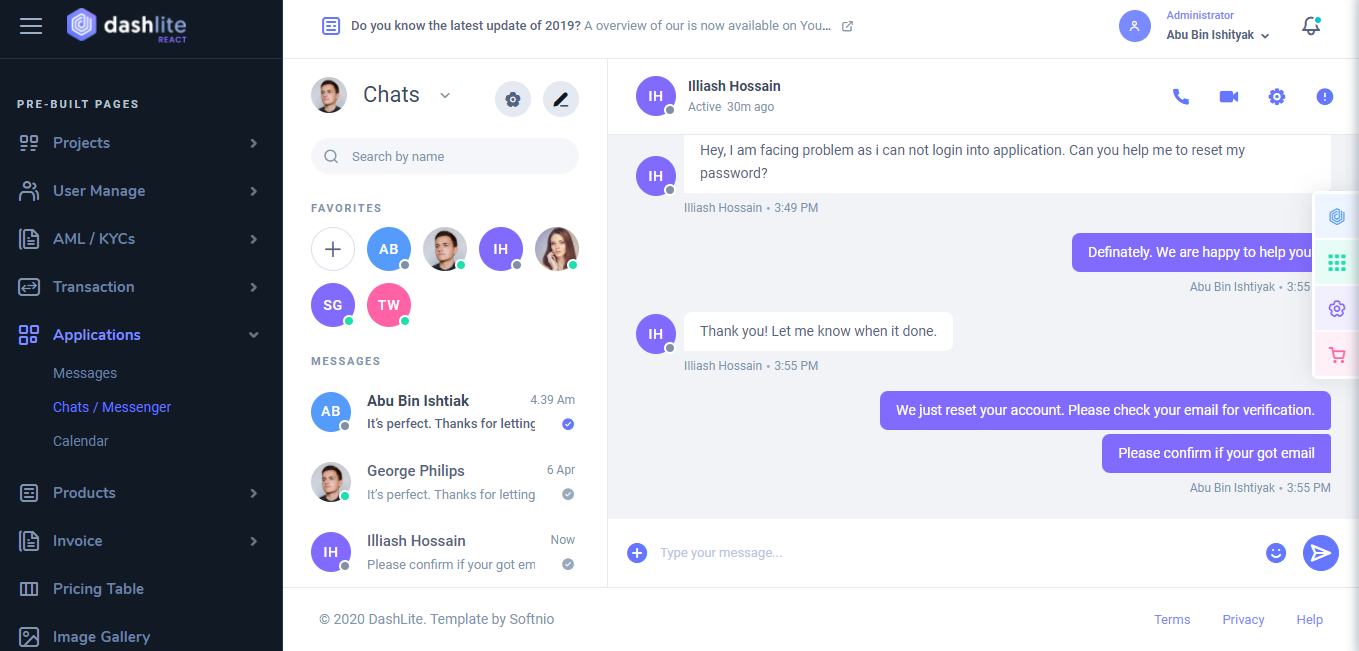 dashlite
REACT
Do you know the latest update of 2019? A overview of our is now available on You...
Administrator
Abu Bin Ishityak
PRE-BUILT PAGES
Projects
User Manage
AML / KYCs
Transaction
Applications
Messages
Chats / Messenger
Calendar
Products
Invoice
Pricing Table
Image Gallery
Chats
Search by name
FAVORITES
AB
IH
SG
TW
MESSAGES
AB
Abu Bin Ishtiak
4.39 Am
It's perfect. Thanks for letting
George Philips
6 Apr
It's perfect. Thanks for letting
IH
Illiash Hossain
Now
Please confirm if your got em
IH
Illiash Hossain
Active 30m ago
IH
Hey, I am facing problem as i can not login into application. Can you help me to reset my
password?
Illiash Hossain • 3:49 PM
Definately. We are happy to help you
Abu Bin Ishtiyak • 3:55
IH
Thank you! Let me know when it done.
Illiash Hossain • 3:55 PM
We just reset your account. Please check your email for verification.
Please confirm if your got email
Abu Bin Ishtiyak • 3:55 PM
Type your message...
© 2020 DashLite. Template by Softnio
Terms
Privacy
Help